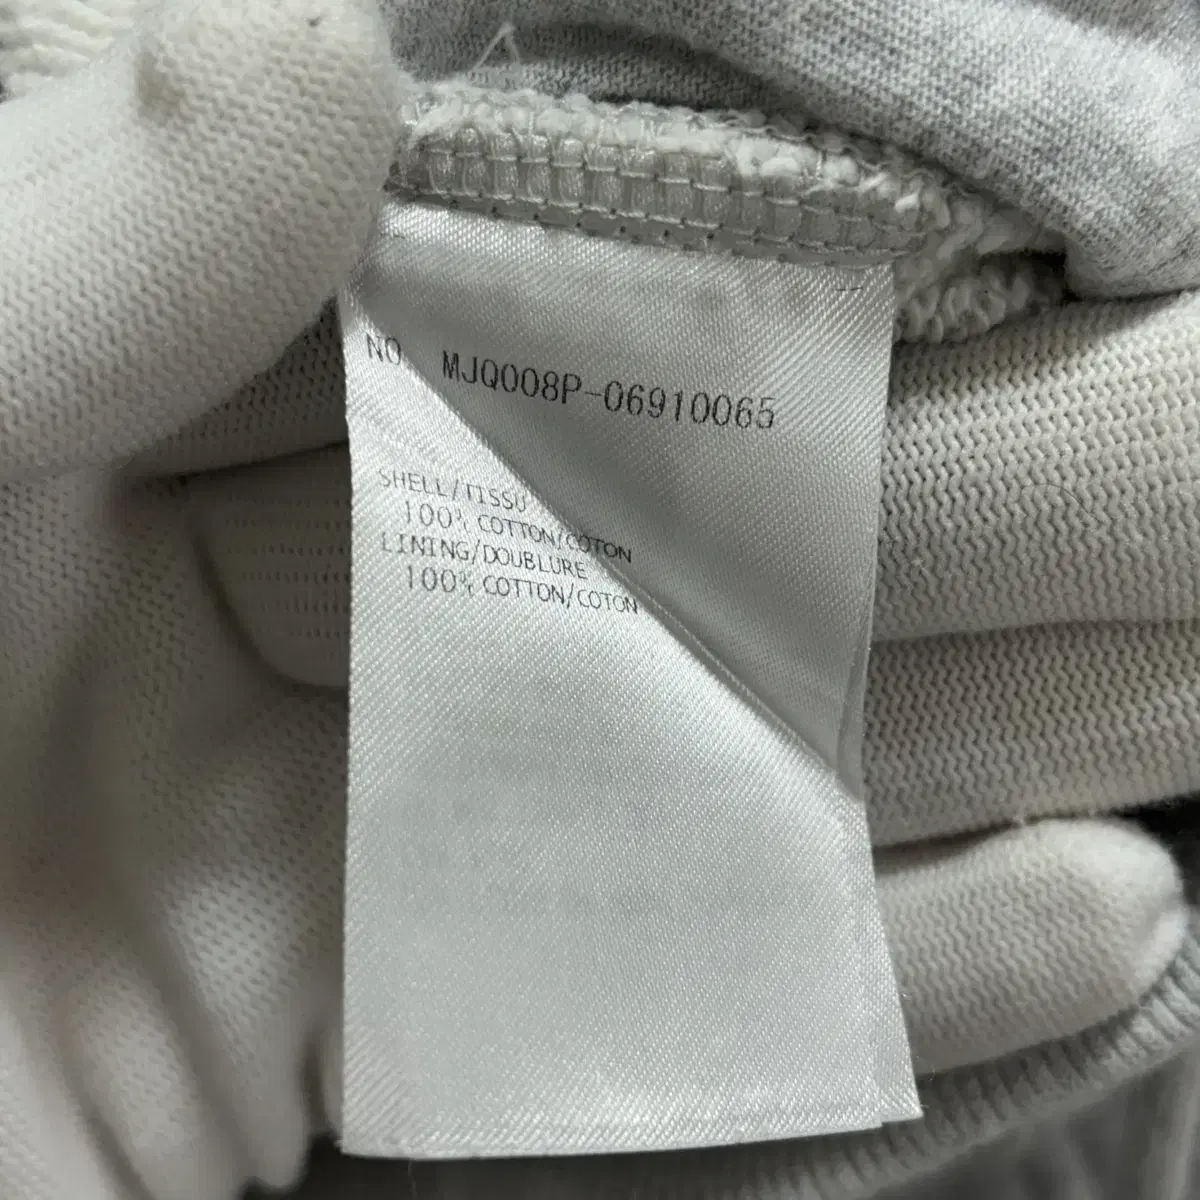 NO MJQ008P-06910065
SHELL/TISSU
100% COTTON/COTON
LINING/DOUBLURE
100% COTTON/COTON